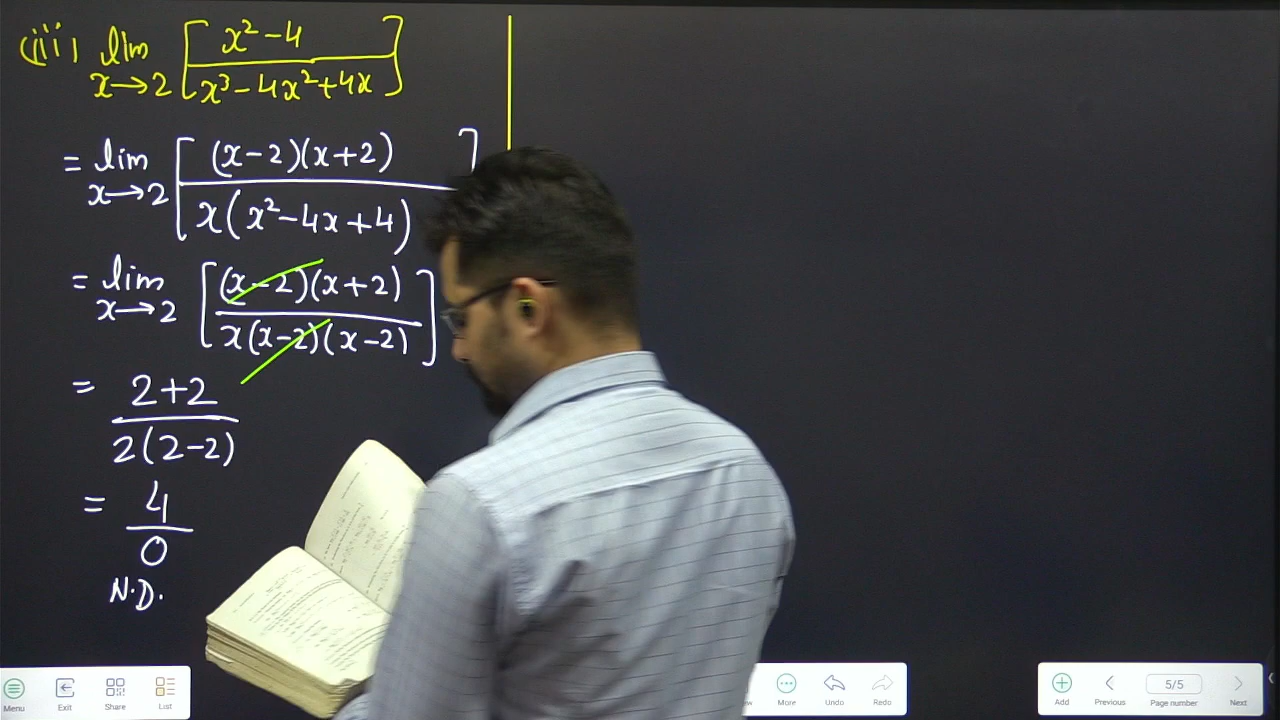 (iii) lim x→2 [x²-4 / x³-4x²+4x]
= lim x→2 [(x-2)(x+2) / x(x²-4x+4)]
= lim x→2 [(x-2)(x+2) / x(x-2)(x-2)]
= 2+2 / 2(2-2)
= 4 / 0
N.D.
Menu Exit Share List More Undo Redo Add Previous 5/5 Page number Next